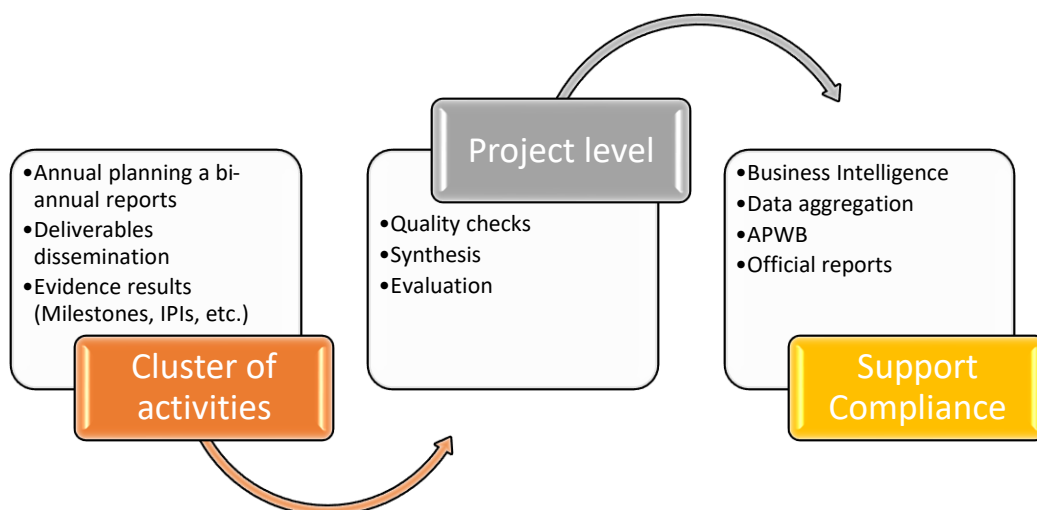 •Annual planning a bi-
annual reports
•Deliverables
dissemination
•Evidence results
(Milestones, IPIs, etc.)
Cluster of
activities
Project level
•Quality checks
•Synthesis
•Evaluation
•Business Intelligence
•Data aggregation
•APWB
•Official reports
Support
Compliance